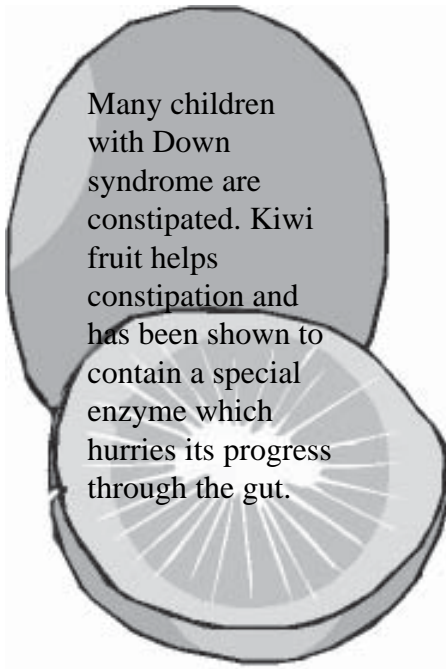 Many children
with Down
syndrome are
constipated. Kiwi
fruit helps
constipation and
has been shown to
contain a special
enzyme which
hurries its progress
through the gut.